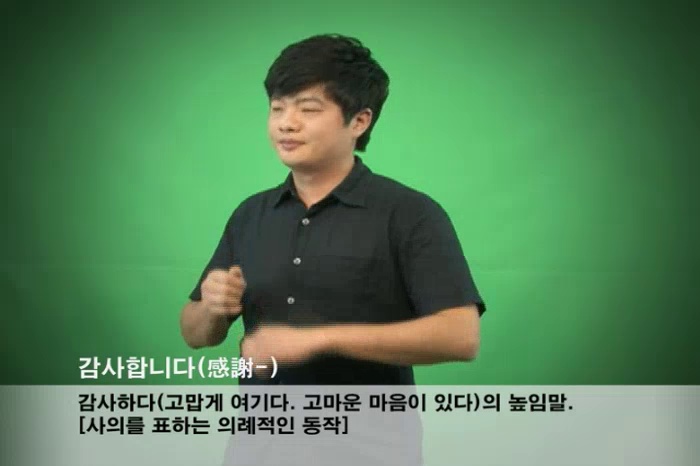 감사합니다(感謝-)
감사하다(고맙게 여기다. 고마운 마음이 있다)의 높임말.
[사의를 표하는 의례적인 동작]